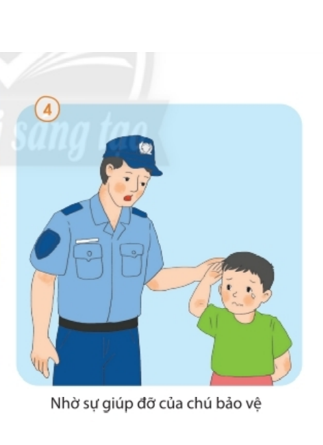 4
sáng tạo
Nhờ sự giúp đỡ của chú bảo vệ